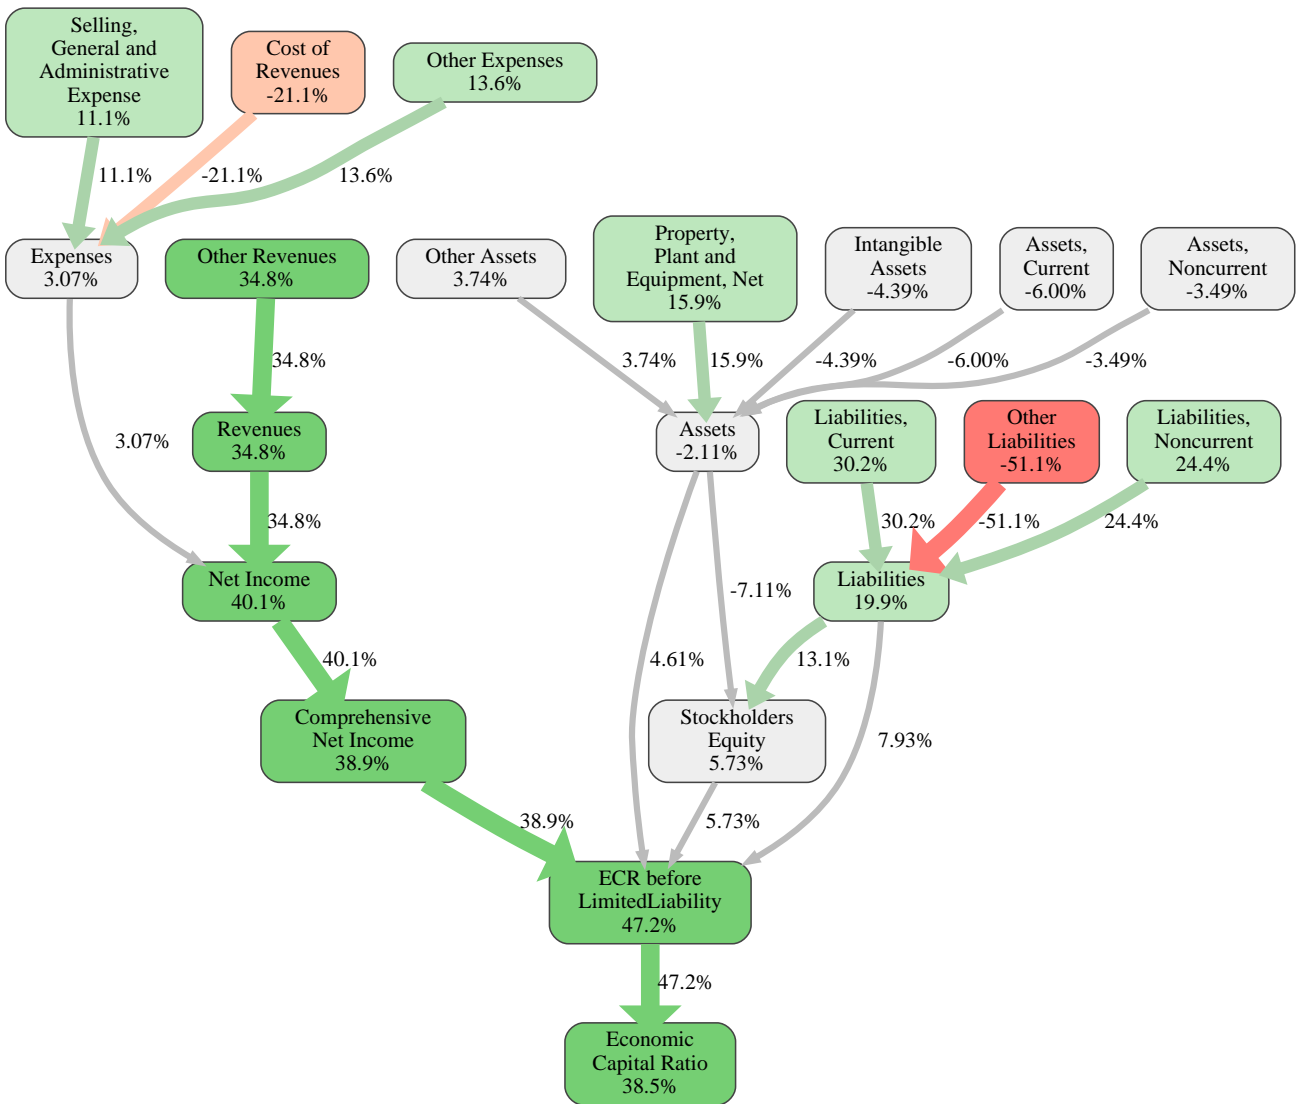 Selling,
General and
Administrative
Expense
11.1%
Cost of
Revenues
-21.1%
Other Expenses
13.6%
11.1%
-21.1%
13.6%
Expenses
3.07%
Other Revenues
34.8%
Other Assets
3.74%
Property,
Plant and
Equipment, Net
15.9%
Intangible
Assets
-4.39%
Assets,
Current
-6.00%
Assets,
Noncurrent
-3.49%
34.8%
3.74%
15.9%
-4.39%
-6.00%
-3.49%
Revenues
34.8%
Assets
-2.11%
Liabilities,
Current
30.2%
Other
Liabilities
-51.1%
Liabilities,
Noncurrent
24.4%
3.07%
34.8%
30.2%
-51.1%
24.4%
Net Income
40.1%
Liabilities
19.9%
-7.11%
40.1%
4.61%
13.1%
7.93%
Comprehensive
Net Income
38.9%
Stockholders
Equity
5.73%
38.9%
5.73%
ECR before
LimitedLiability
47.2%
47.2%
Economic
Capital Ratio
38.5%